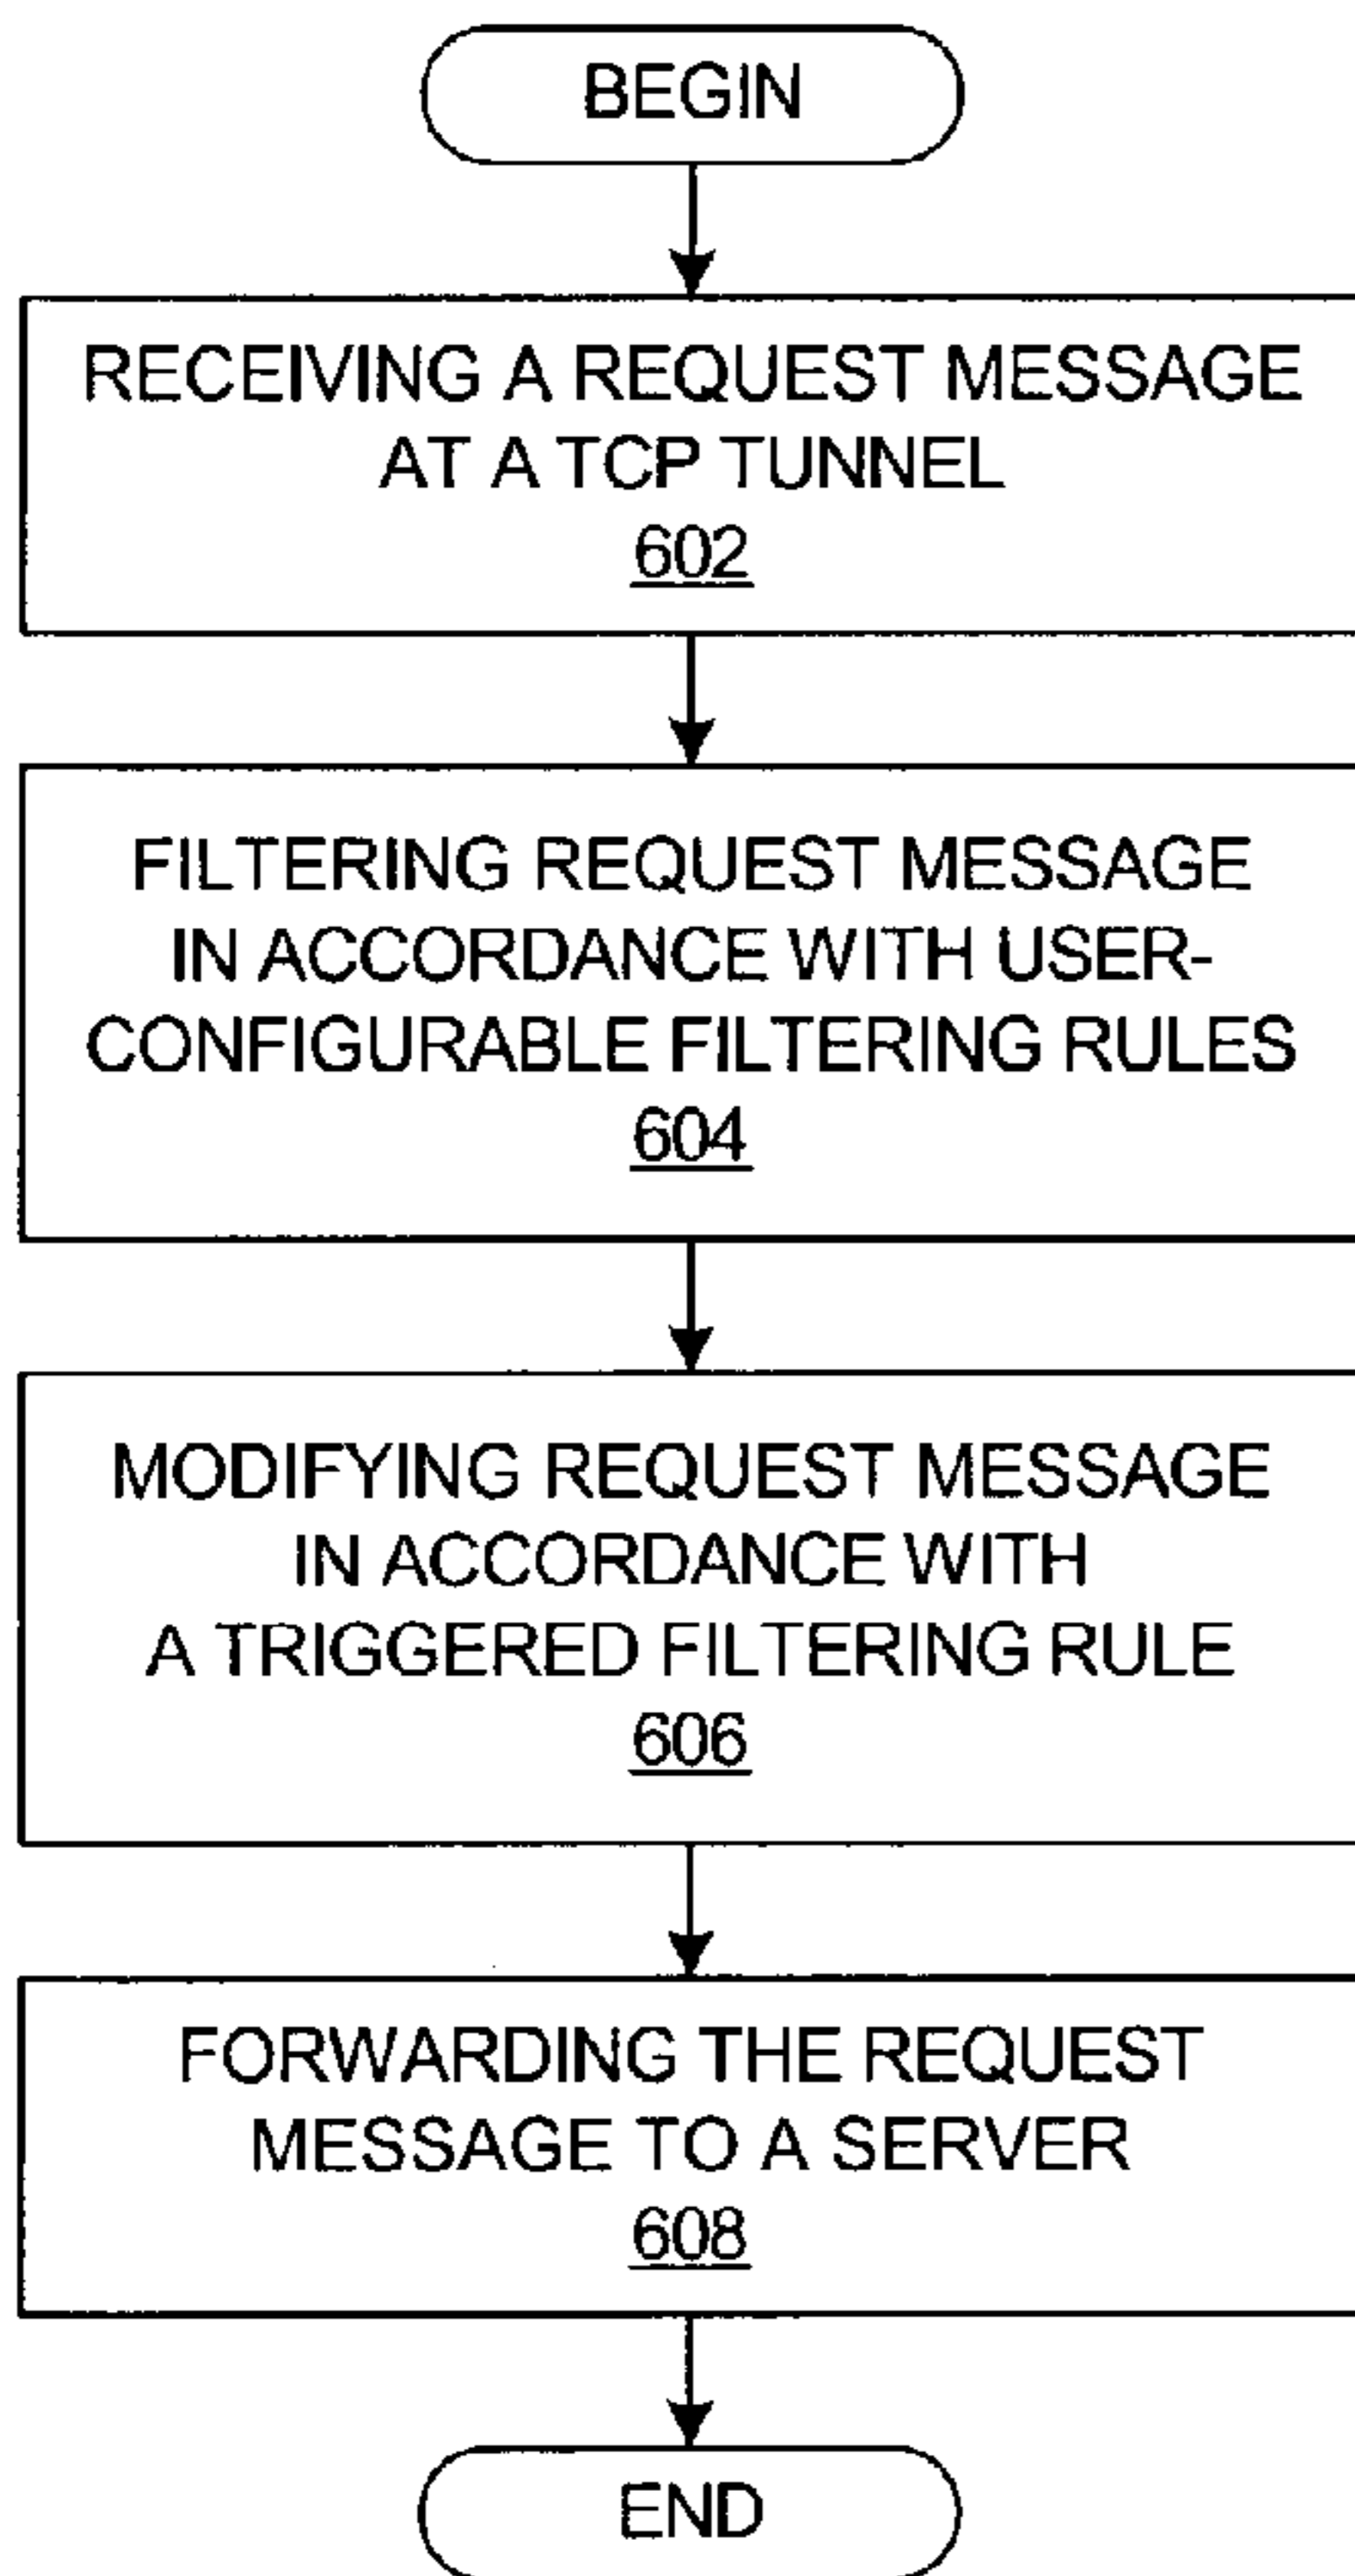 BEGIN
RECEIVING A REQUEST MESSAGE
AT A TCP TUNNEL
602
FILTERING REQUEST MESSAGE
IN ACCORDANCE WITH USER-
CONFIGURABLE FILTERING RULES
604
MODIFYING REQUEST MESSAGE
IN ACCORDANCE WITH
A TRIGGERED FILTERING RULE
606
FORWARDING THE REQUEST
MESSAGE TO A SERVER
608
END